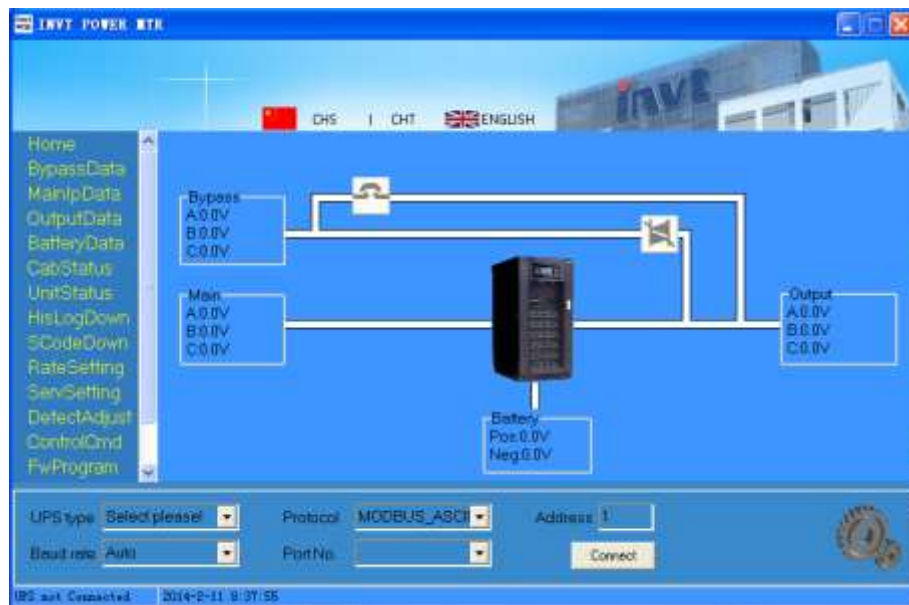 INVT POWER MTR
invt
CHS | CHT ENGLISH
Home
BypassData
MainIpData
OutputData
BatteryData
CabStatus
UnitStatus
HisLogDown
SCodeDown
RateSetting
ServSetting
DetectAdjust
ControlCmd
FwProgram
Bypass
A:0.0V
B:0.0V
C:0.0V
Main
A:0.0V
B:0.0V
C:0.0V
Output
A:0.0V
B:0.0V
C:0.0V
Battery
Pos:0.0V
Neg:0.0V
UPS type Select please! Protocol MODBUS_ASCII Address 1
Baud rate Auto Port No. Connect
UPS not Connected 2014-2-11 9:37:55